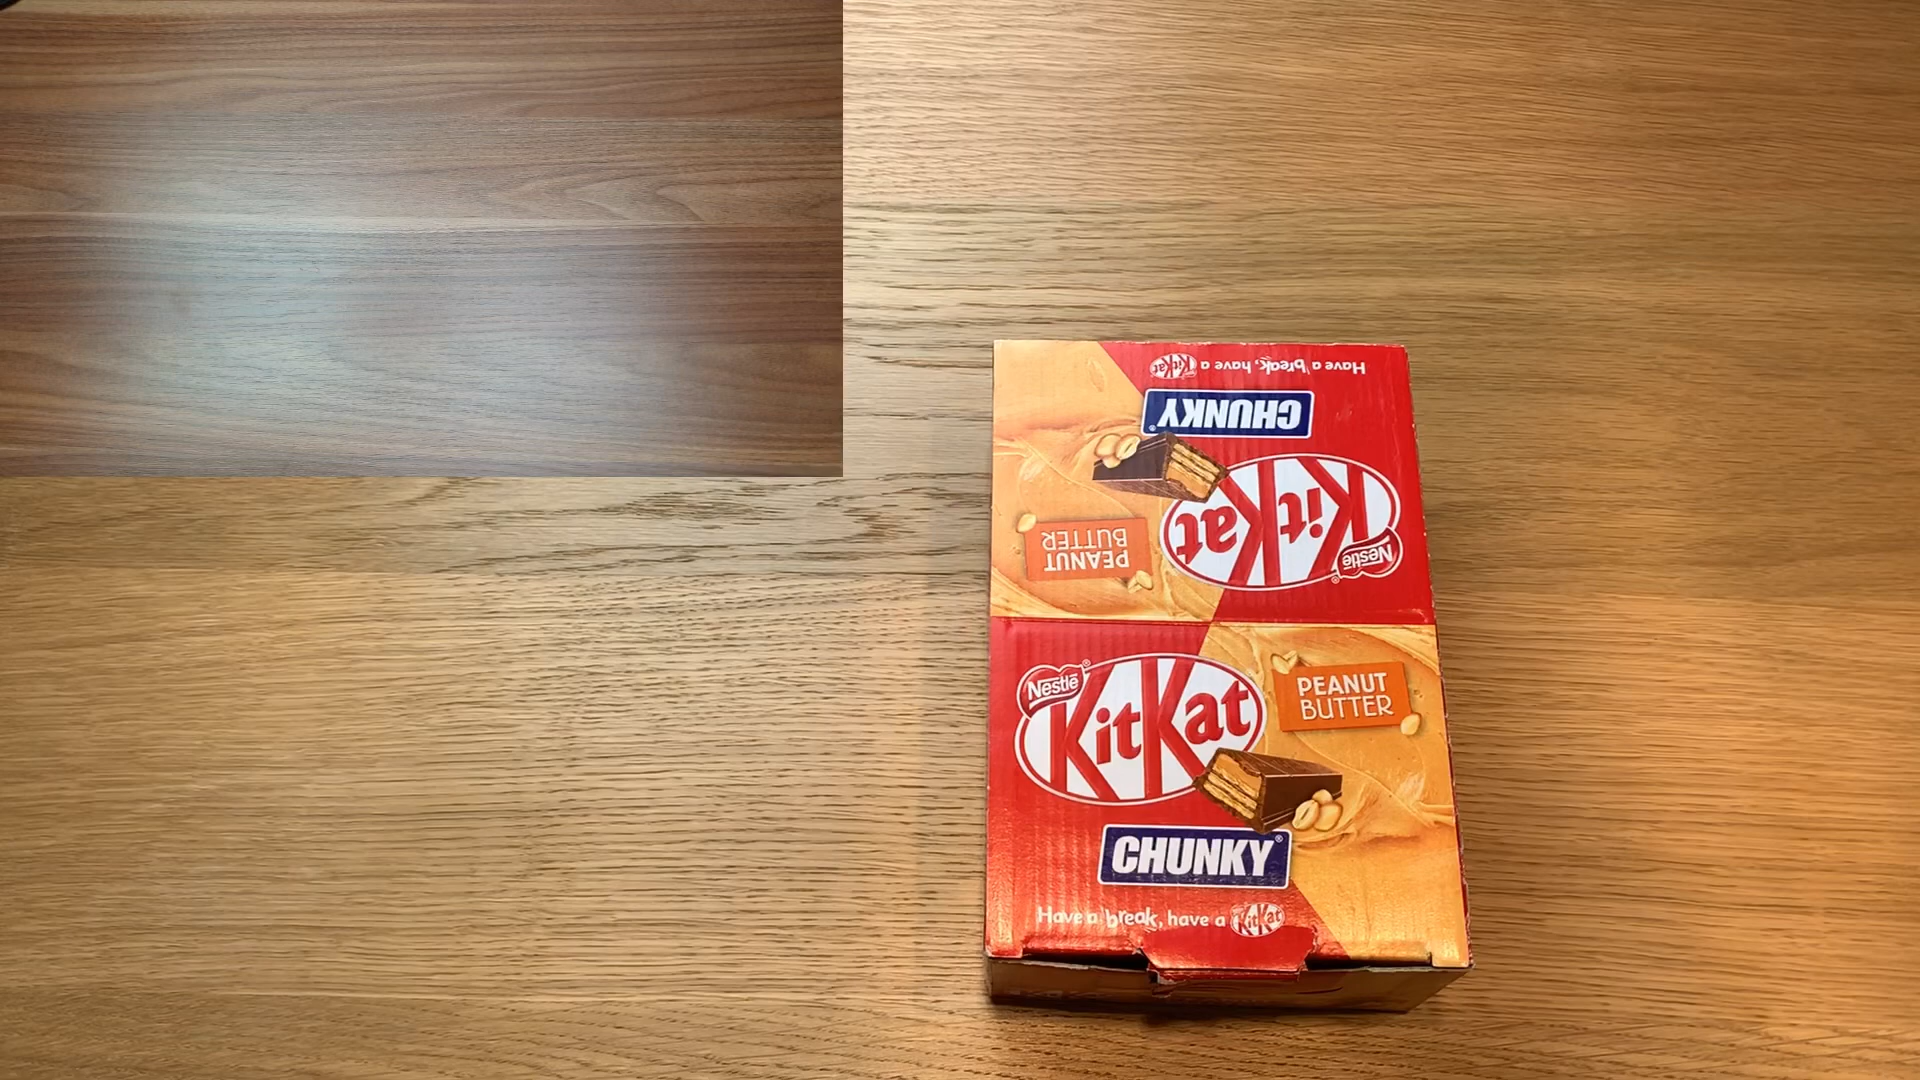 Have a break, have a KitKat
CHUNKY
KitKat
Nestlé
PEANUT
BUTTER
Nestlé
KitKat
PEANUT
BUTTER
CHUNKY
Have a break, have a KitKat